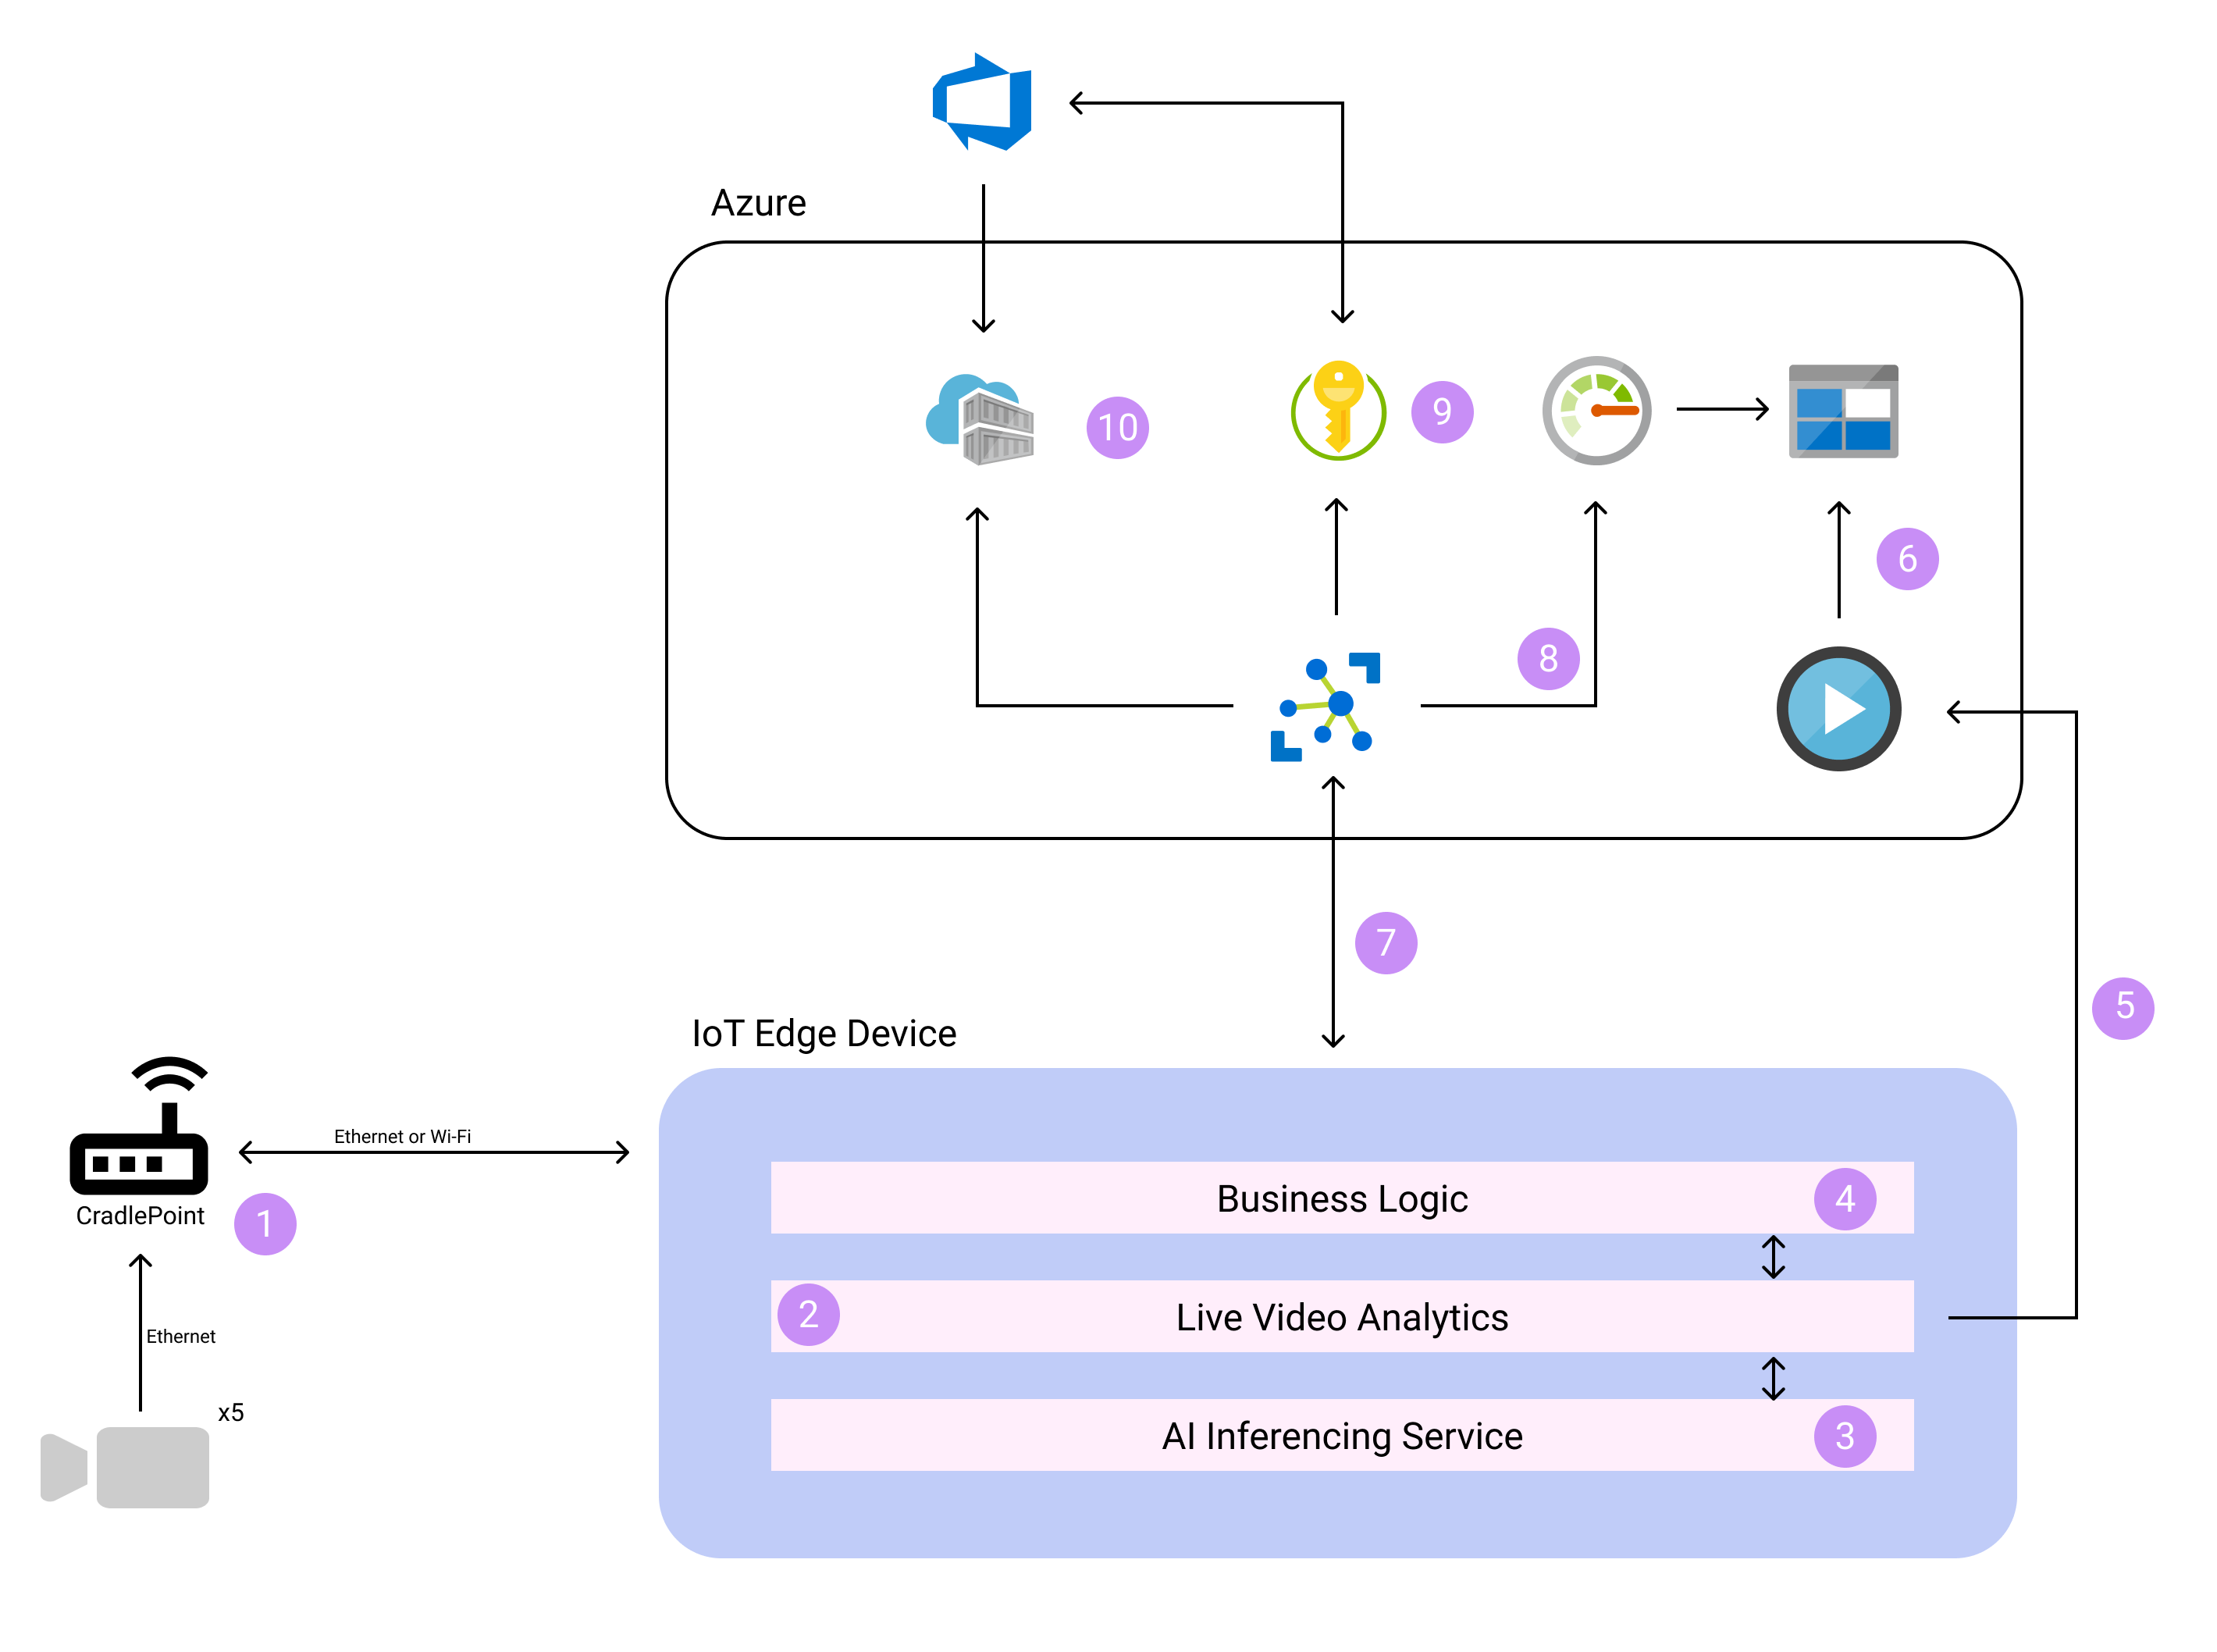 Azure
10
9
6
8
7
IoT Edge Device
5
Ethernet or Wi-Fi
CradlePoint
1
Business Logic
4
Ethernet
2
Live Video Analytics
x5
AI Inferencing Service
3